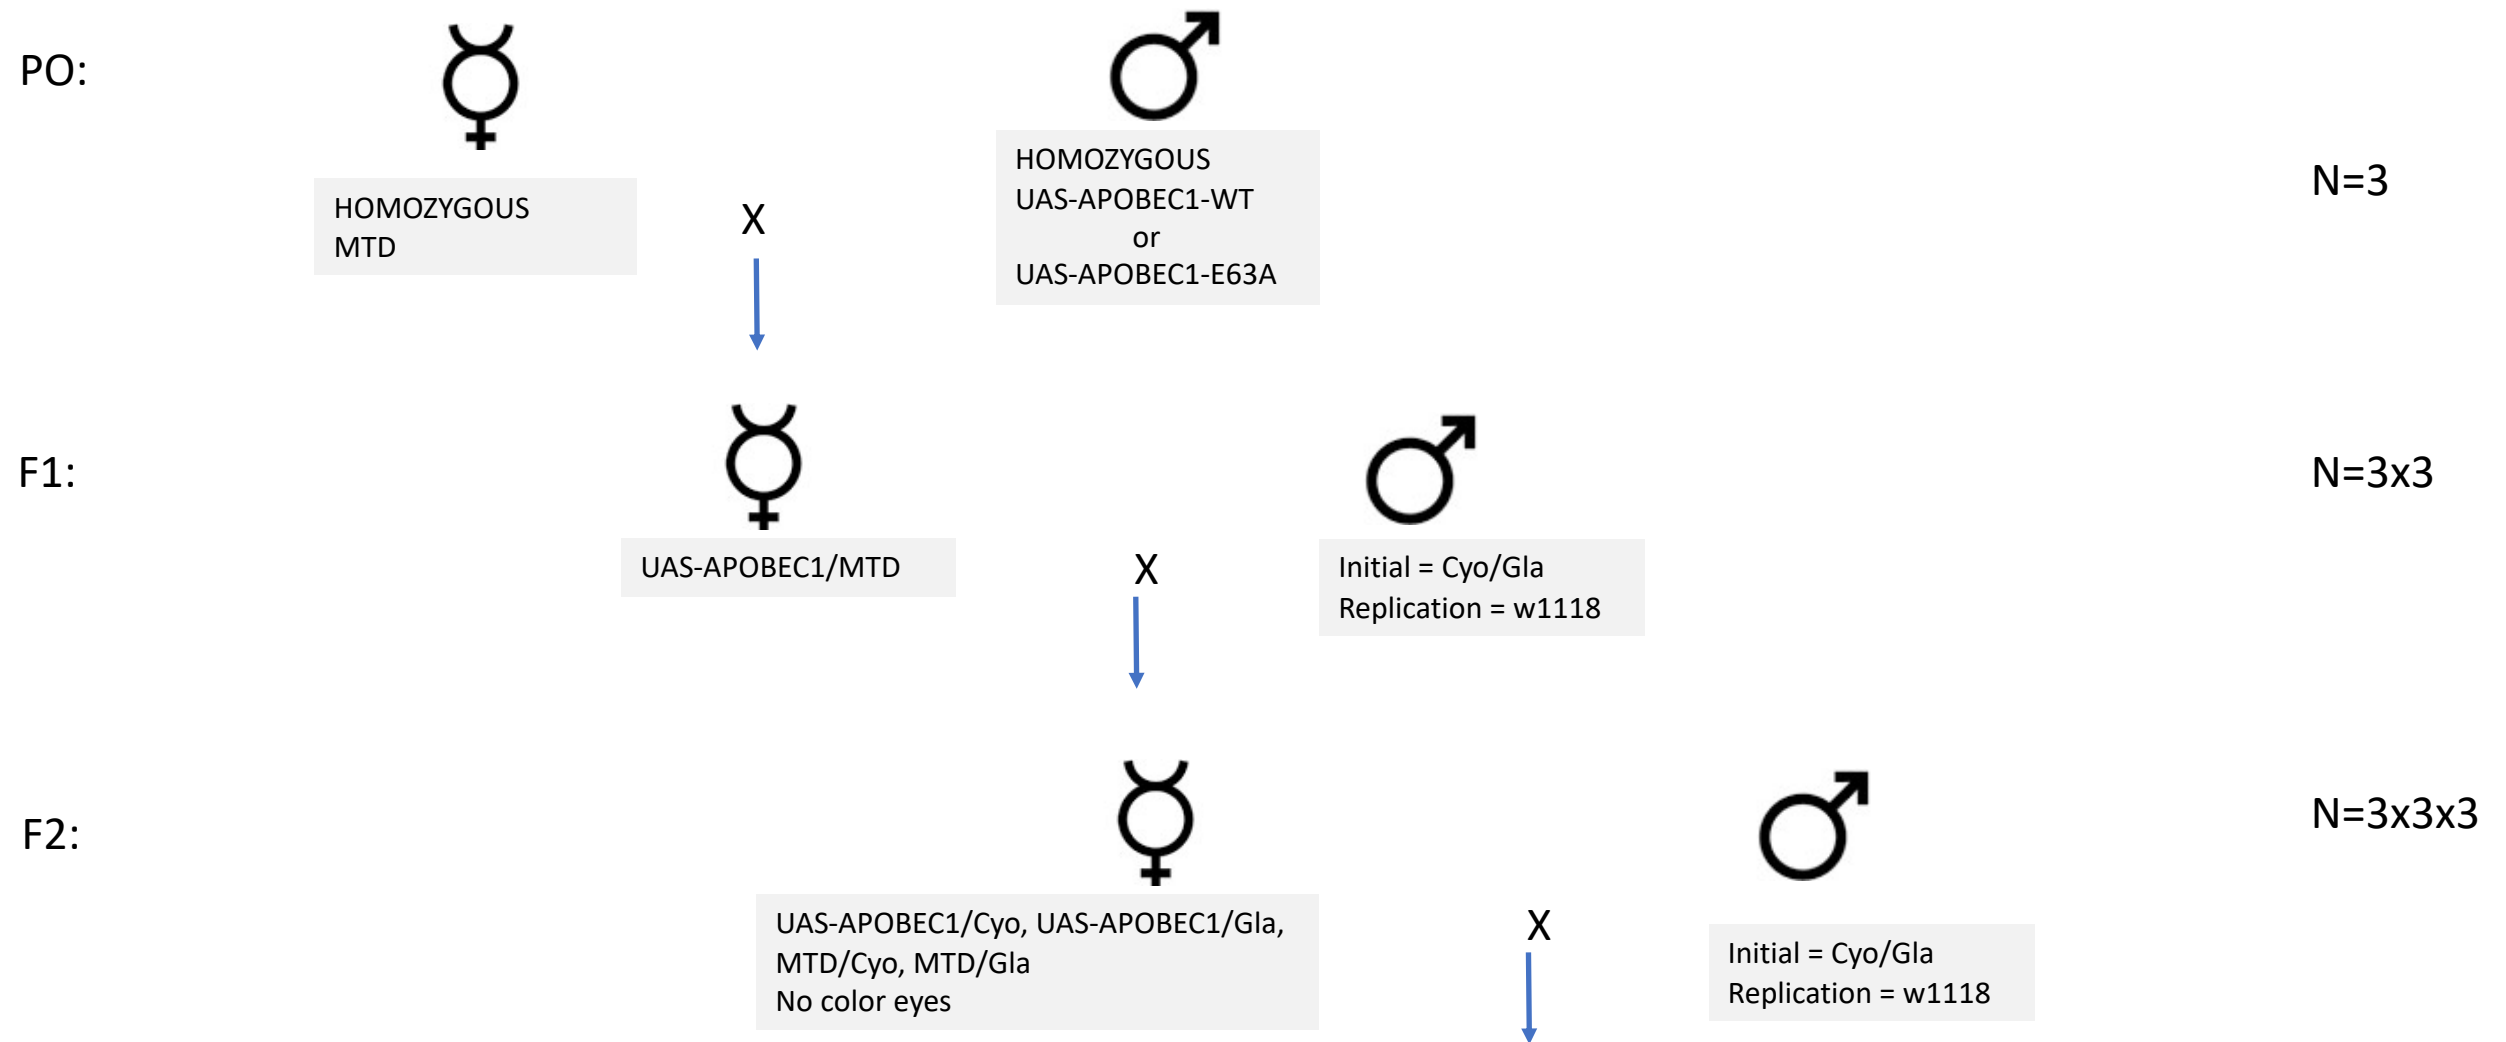 PO:
HOMOZYGOUS
MTD
X
HOMOZYGOUS
UAS-APOBEC1-WT
or
UAS-APOBEC1-E63A
N=3
F1:
UAS-APOBEC1/MTD
X
Initial = Cyo/Gla
Replication = w1118
N=3x3
F2:
UAS-APOBEC1/Cyo, UAS-APOBEC1/Gla,
MTD/Cyo, MTD/Gla
No color eyes
X
Initial = Cyo/Gla
Replication = w1118
N=3x3x3